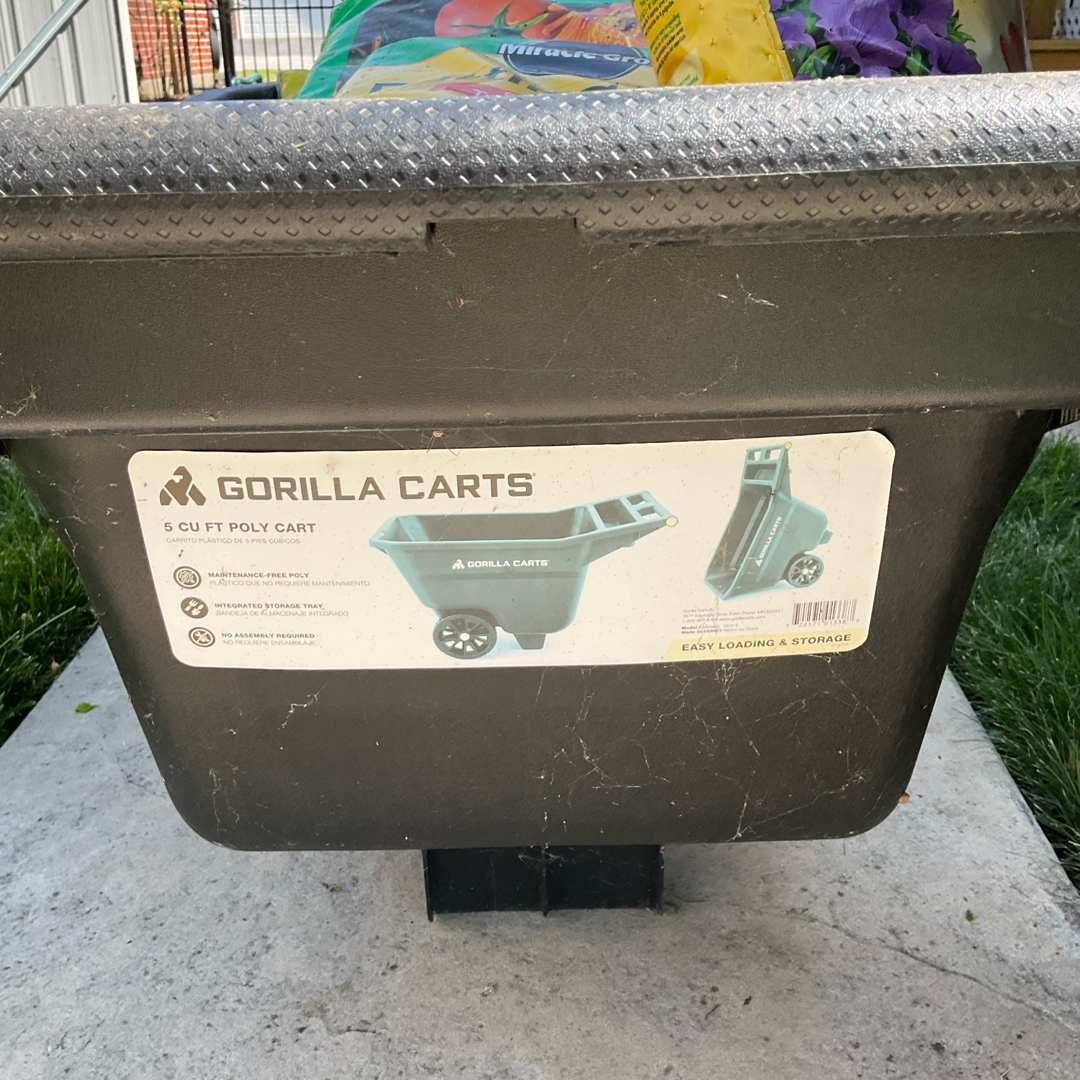 Miracle-Gro
GORILLA CARTS
5 CU FT POLY CART
CARRITO PLÁSTICO DE 5 PIES CÚBICOS
MAINTENANCE-FREE POLY
PLÁSTICO QUE NO REQUIERE MANTENIMIENTO
INTEGRATED STORAGE TRAY
BANDEJA DE ALMACENAJE INTEGRADO
NO ASSEMBLY REQUIRED
NO REQUIERE ENSAMBLAJE
GORILLA CARTS
GORILLA CARTS
EASY LOADING & STORAGE